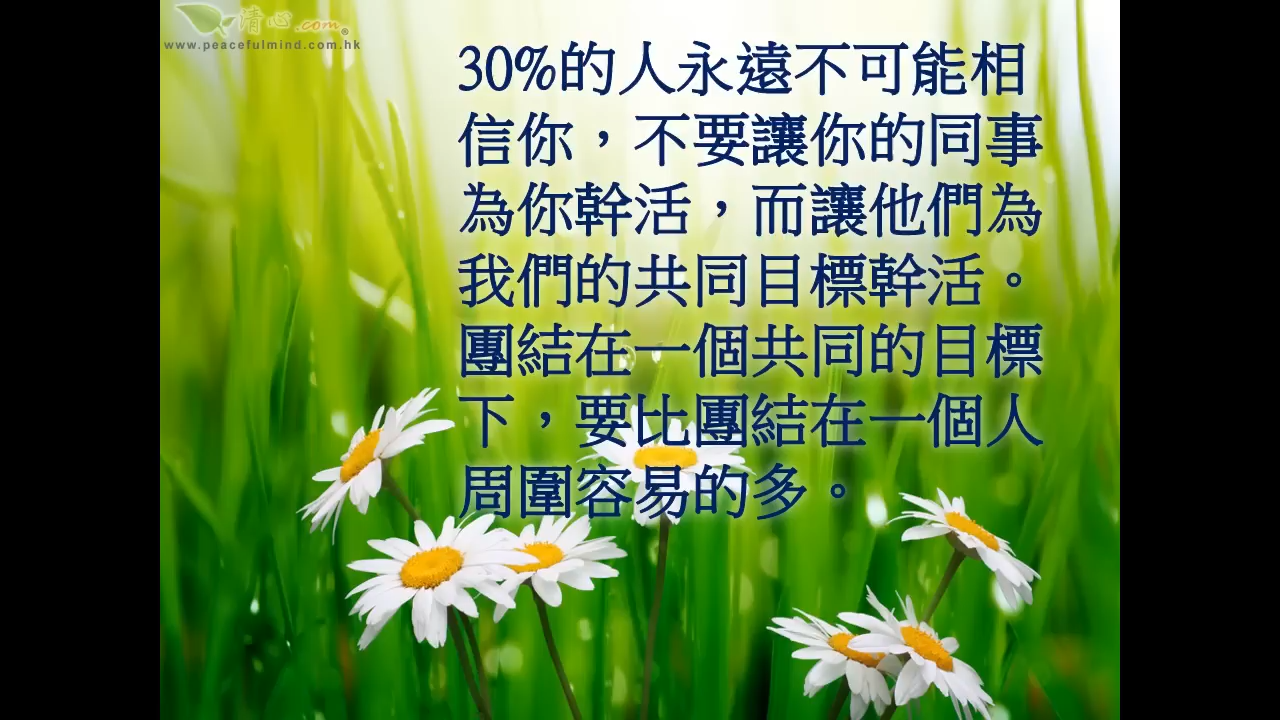 清心.com®
www.peacefulmind.com.hk
30%的人永遠不可能相
信你，不要讓你的同事
為你幹活，而讓他們為
我們的共同目標幹活。
團結在一個共同的目標
下，要比團結在一個人
周圍容易的多。